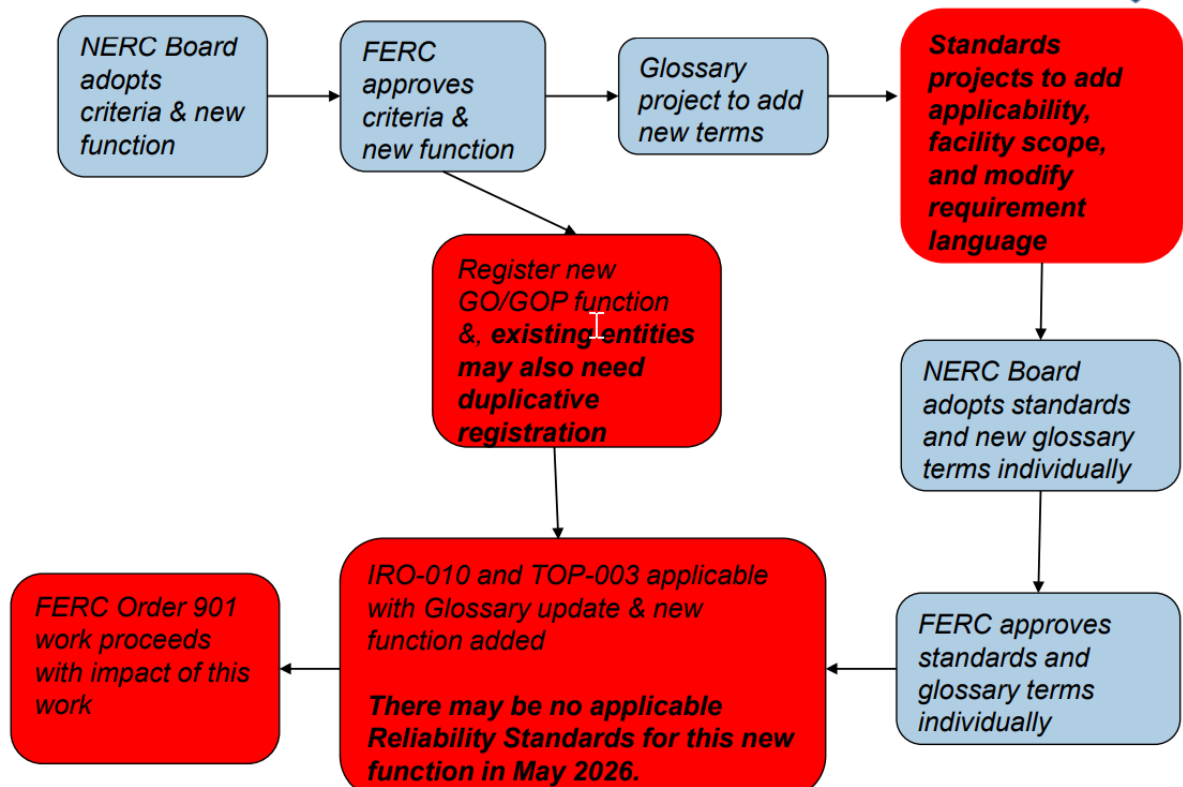 NERC Board
adopts
criteria & new
function
FERC
approves
criteria &
new function
Glossary
project to add
new terms
Standards
projects to add
applicability,
facility scope,
and modify
requirement
language
Register new
GO/GOP function
&, existing entities
may also need
duplicative
registration
NERC Board
adopts standards
and new glossary
terms individually
FERC Order 901
work proceeds
with impact of this
work
IRO-010 and TOP-003 applicable
with Glossary update & new
function added
There may be no applicable
Reliability Standards for this new
function in May 2026.
FERC approves
standards and
glossary terms
individually